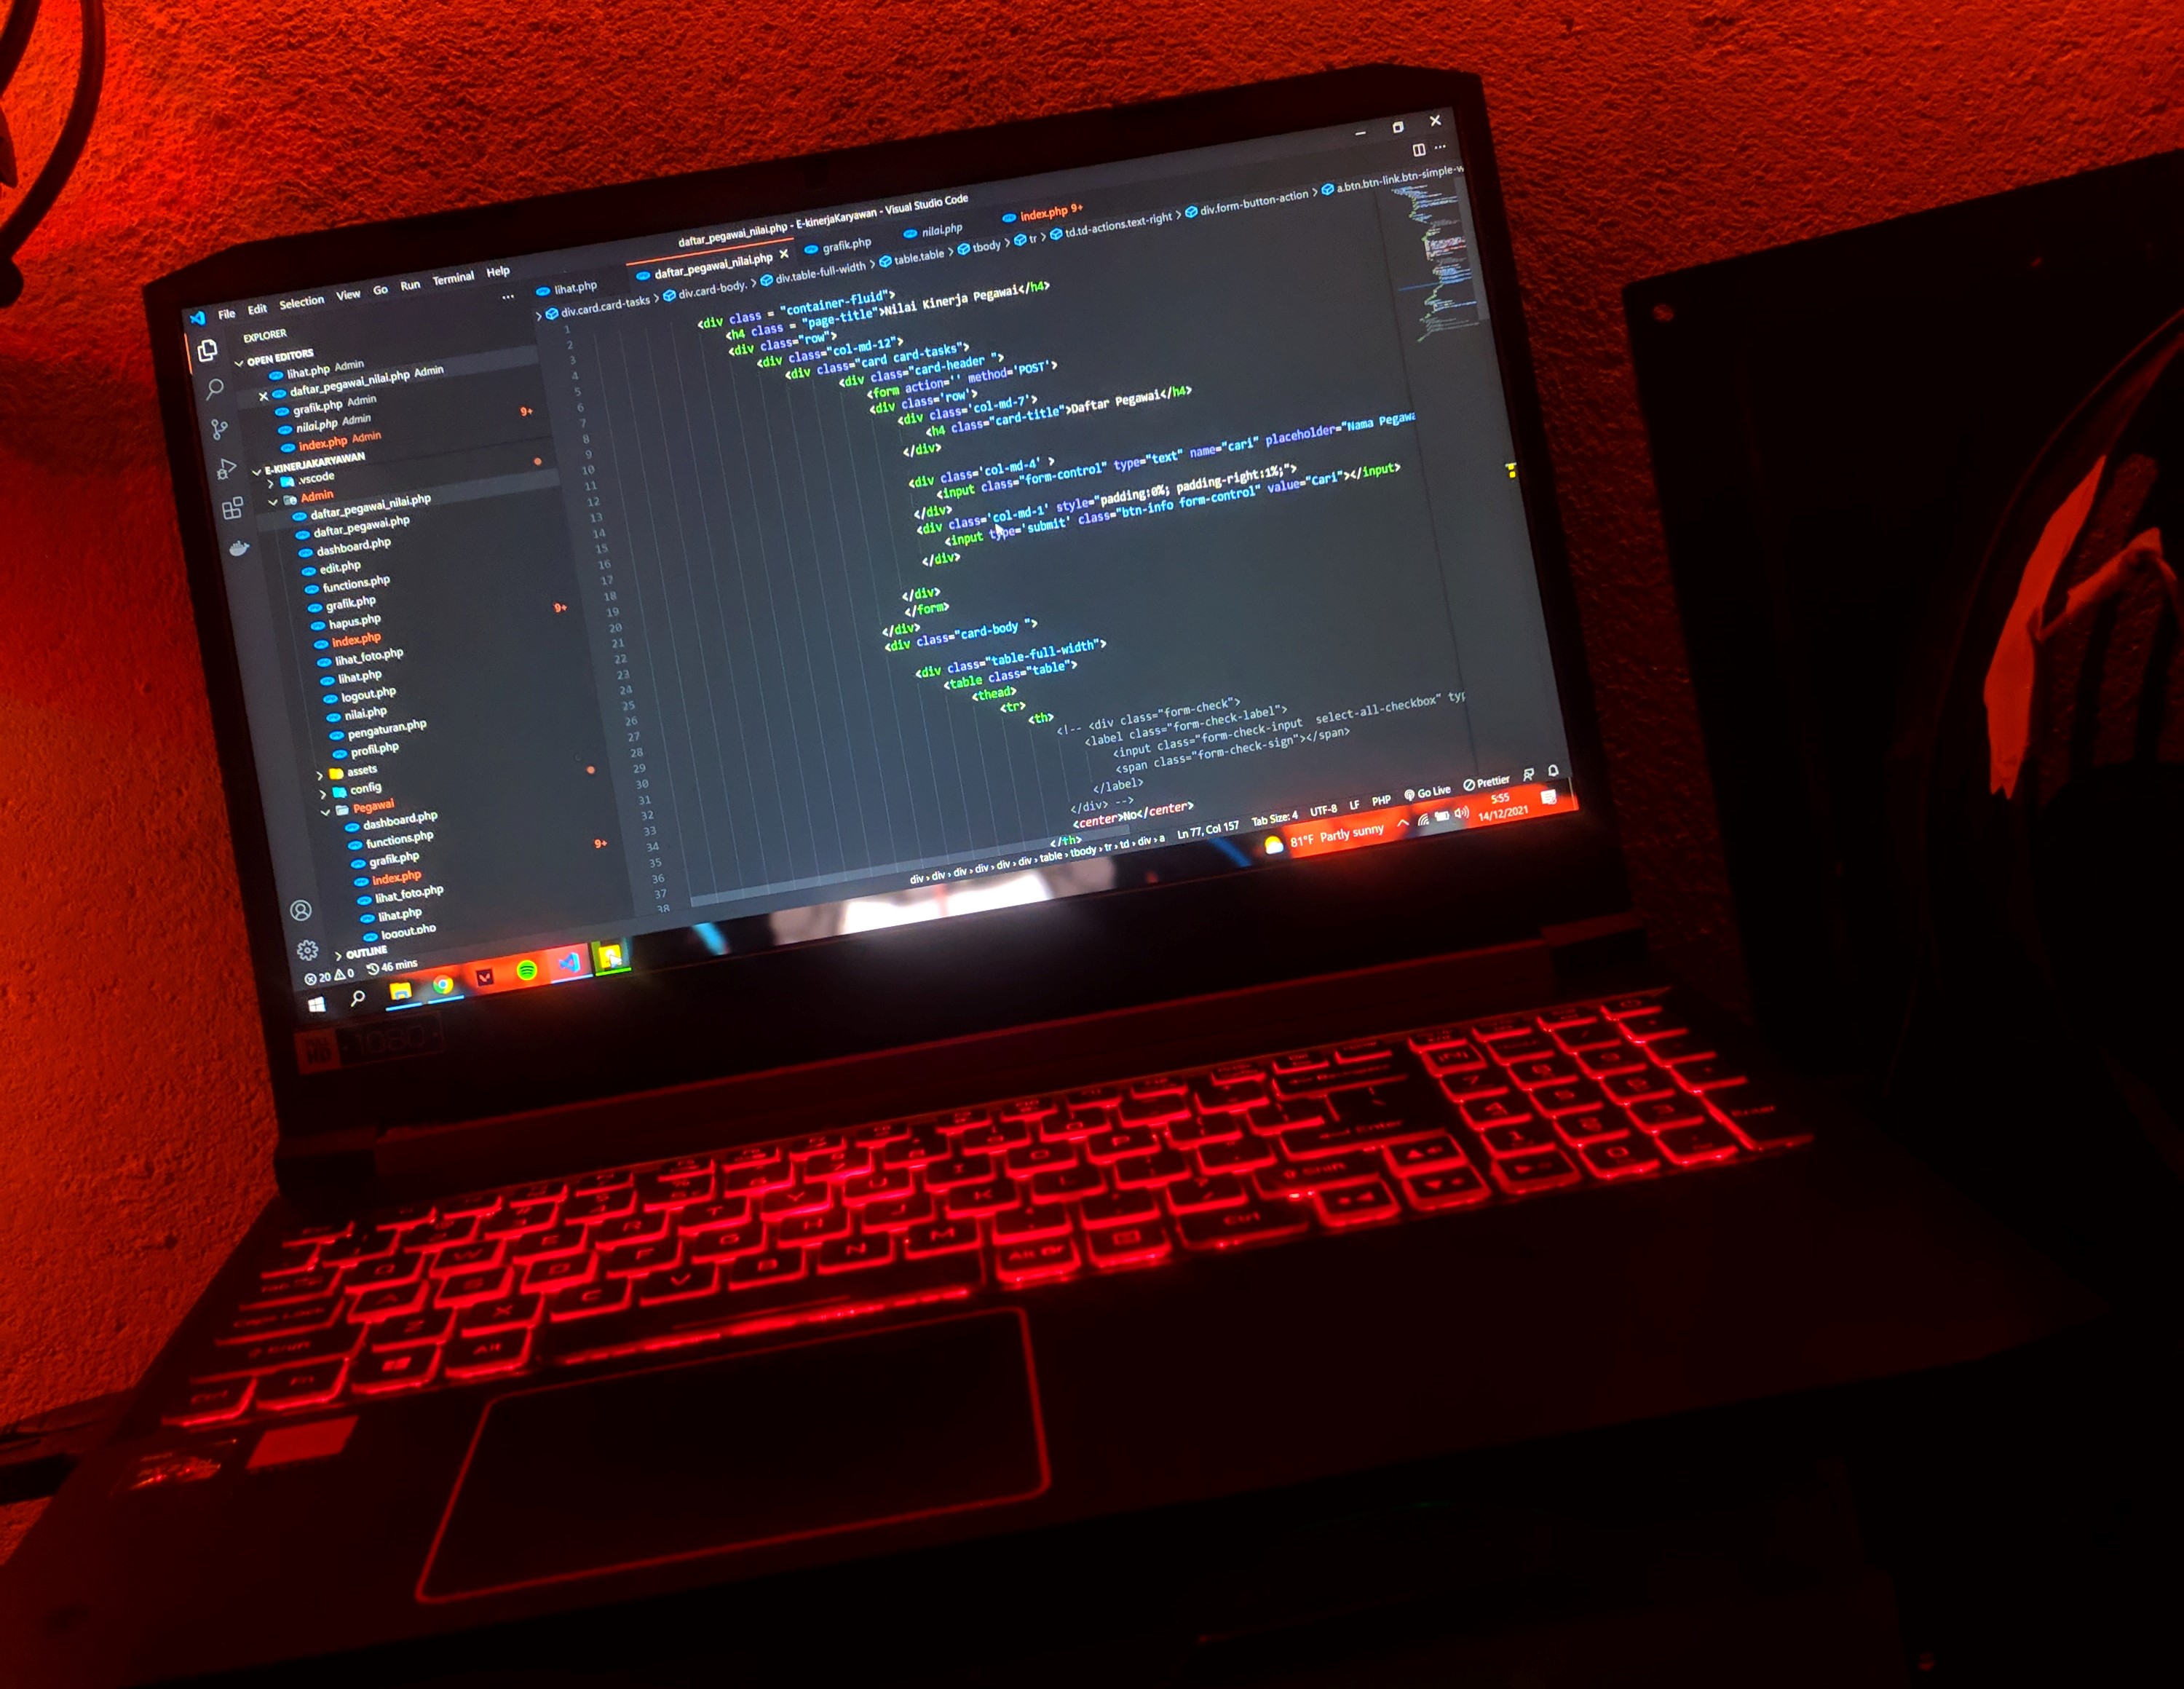 File Edit Selection View Go Run Terminal Help
daftar_pegawai_nilai.php - E-kinerjaKaryawan - Visual Studio Code
EXPLORER
OPEN EDITORS
lihat.php Admin
daftar_pegawai_nilai.php Admin
grafik.php Admin
nilai.php Admin
index.php Admin 9+
E-KINERJAKARYAWAN
.vscode
Admin
daftar_pegawai_nilai.php
daftar_pegawai.php
dashboard.php
edit.php
functions.php
grafik.php
hapus.php
index.php 9+
lihat_foto.php
lihat.php
logout.php
nilai.php
pengaturan.php
profil.php
assets
config
Pegawai
dashboard.php
functions.php
grafik.php
index.php 9+
lihat_foto.php
lihat.php
logout.php
OUTLINE
lihat.php daftar_pegawai_nilai.php grafik.php nilai.php index.php 9+
div.card.card-tasks > div.card-body. > div.table-full-width > table.table > tbody > tr > td.td-actions.text-right > div.form-button-action > a.btn.btn-link.btn-simple-w
<div class = "container-fluid">
<h4 class = "page-title">Nilai Kinerja Pegawai</h4>
<div class="row">
<div class="col-md-12">
<div class="card card-tasks">
<div class="card-header ">
<form action='' method='POST'>
<div class='row'>
<div class='col-md-7'>
<h4 class="card-title">Daftar Pegawai</h4>
</div>
<div class='col-md-4' >
<input class="form-control" type="text" name="cari" placeholder="Nama Pegawa
</div>
<div class='col-md-1' style="padding:0%; padding-right:1%;">
<input type='submit' class="btn-info form-control" value="Cari"></input>
</div>
</div>
</form>
</div>
<div class="card-body ">
<div class="table-full-width">
<table class="table">
<thead>
<tr>
<th>
<!-- <div class="form-check">
<label class="form-check-label">
<input class="form-check-input select-all-checkbox" typ
<span class="form-check-sign"></span>
</label>
</div> -->
<center>No</center>
</th>
div > div > div > div > div > div > table > tbody > tr > td > div > a
20 0 46 mins
Ln 77, Col 157 Tab Size: 4 UTF-8 LF PHP Go Live Prettier
81°F Partly sunny
5:55
14/12/2021
1080